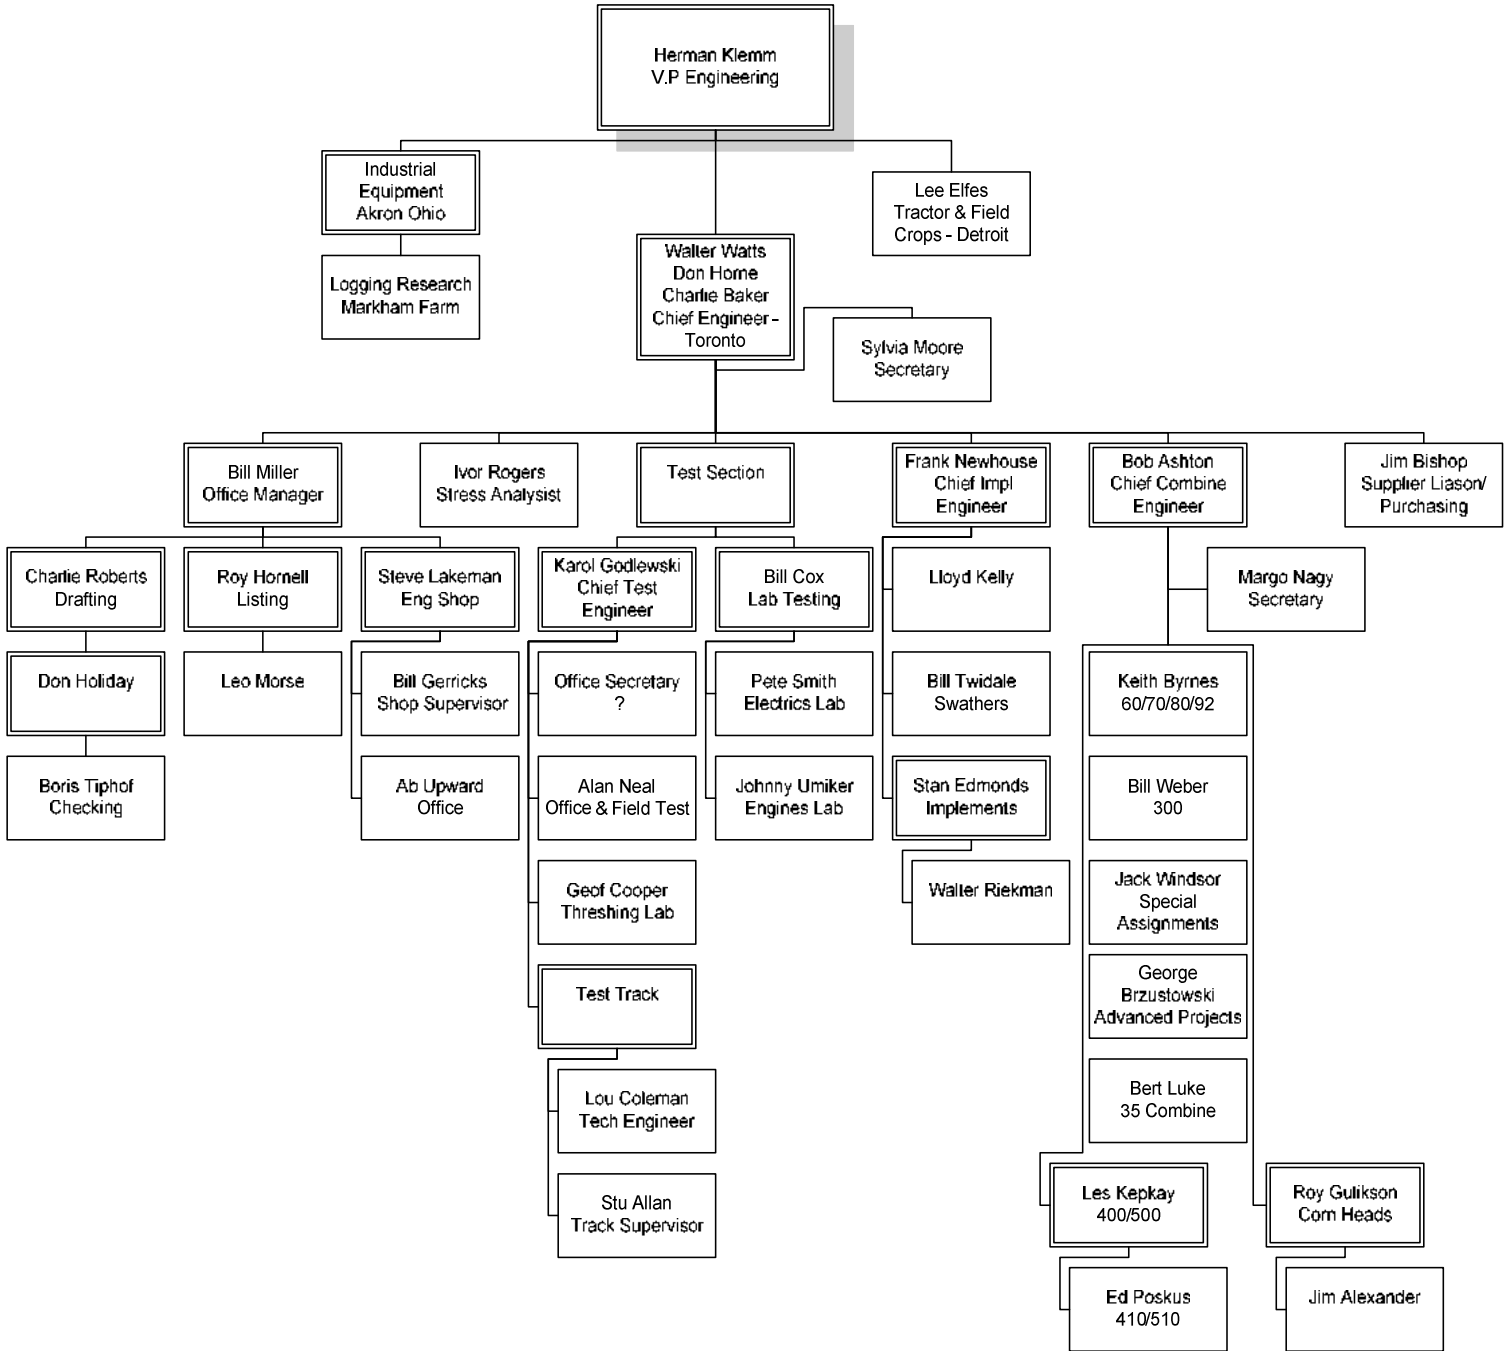 Herman Klemm
V.P Engineering
Industrial
Equipment
Akron Ohio
Lee Elfes
Tractor & Field
Crops - Detroit
Logging Research
Markham Farm
Walter Watts
Don Horne
Charlie Baker
Chief Engineer -
Toronto
Sylvia Moore
Secretary
Bill Miller
Office Manager
Ivor Rogers
Stress Analysist
Test Section
Frank Newhouse
Chief Impl
Engineer
Bob Ashton
Chief Combine
Engineer
Jim Bishop
Supplier Liason/
Purchasing
Charlie Roberts
Drafting
Roy Hornell
Listing
Steve Lakeman
Eng Shop
Karol Godlewski
Chief Test
Engineer
Bill Cox
Lab Testing
Lloyd Kelly
Margo Nagy
Secretary
Don Holiday
Leo Morse
Bill Gerricks
Shop Supervisor
Office Secretary
?
Pete Smith
Electrics Lab
Bill Twidale
Swathers
Keith Byrnes
60/70/80/92
Boris Tiphof
Checking
Ab Upward
Office
Alan Neal
Office & Field Test
Johnny Umiker
Engines Lab
Stan Edmonds
Implements
Bill Weber
300
Geof Cooper
Threshing Lab
Walter Riekman
Jack Windsor
Special
Assignments
Test Track
George
Brzustowski
Advanced Projects
Lou Coleman
Tech Engineer
Bert Luke
35 Combine
Stu Allan
Track Supervisor
Les Kepkay
400/500
Roy Gulikson
Corn Heads
Ed Poskus
410/510
Jim Alexander